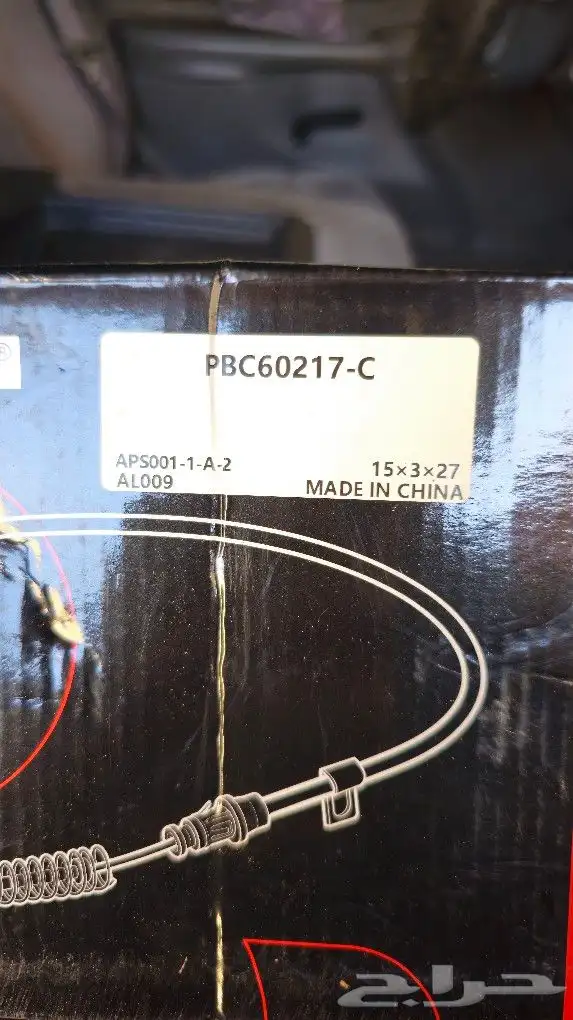 ®
PBC60217-C
APS001-1-A-2
15×3×27
AL009
MADE IN CHINA
حراج